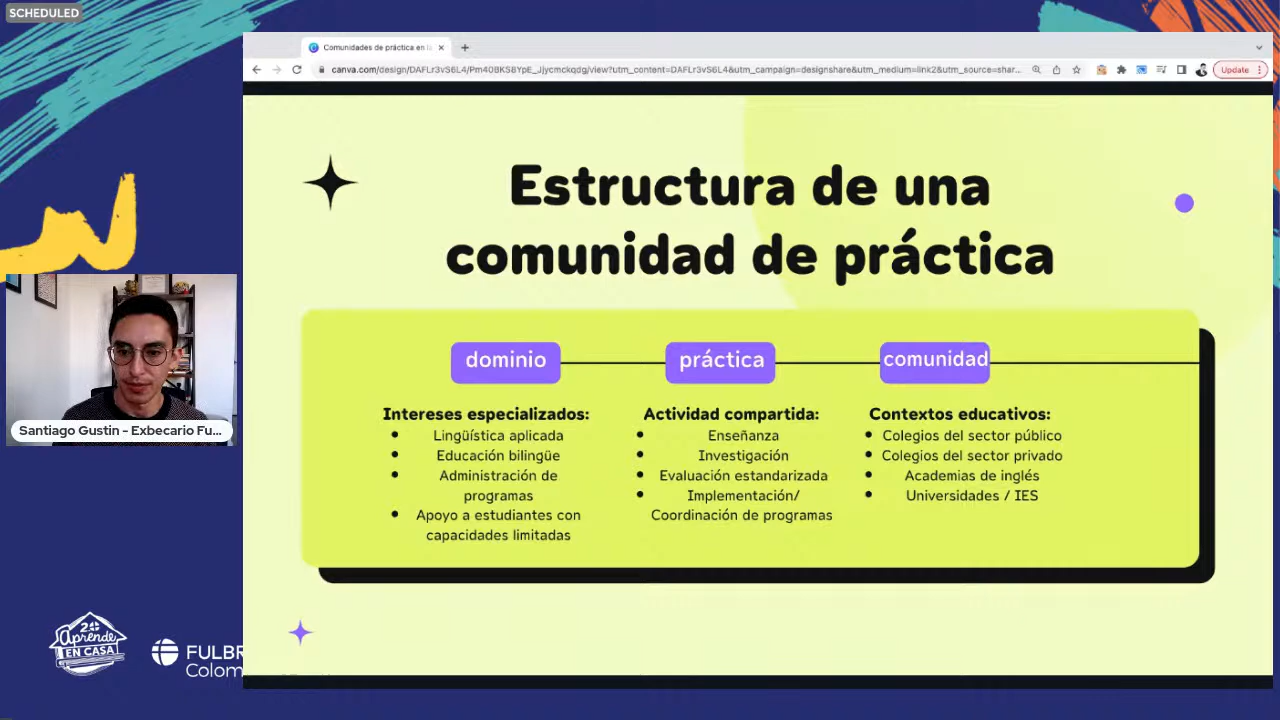 SCHEDULED
Comunidades de práctica en la
Update
canva.com/design/DAFLr3vS6L4/Pm40BKS8YpE_Jjycmckqdg/view?utm_content=DAFLr3vS6L4&utm_campaign=designshare&utm_medium=link2&utm_source=shar...
Estructura de una
comunidad de práctica
dominio
práctica
comunidad
Intereses especializados:
Lingüística aplicada
Educación bilingüe
Administración de
programas
Apoyo a estudiantes con
capacidades limitadas
Actividad compartida:
Enseñanza
Investigación
Evaluación estandarizada
Implementación/
Coordinación de programas
Contextos educativos:
Colegios del sector público
Colegios del sector privado
Academias de inglés
Universidades / IES
Santiago Gustin - Exbecario Fu...
Aprende
EN CASA
FULBR
Colom